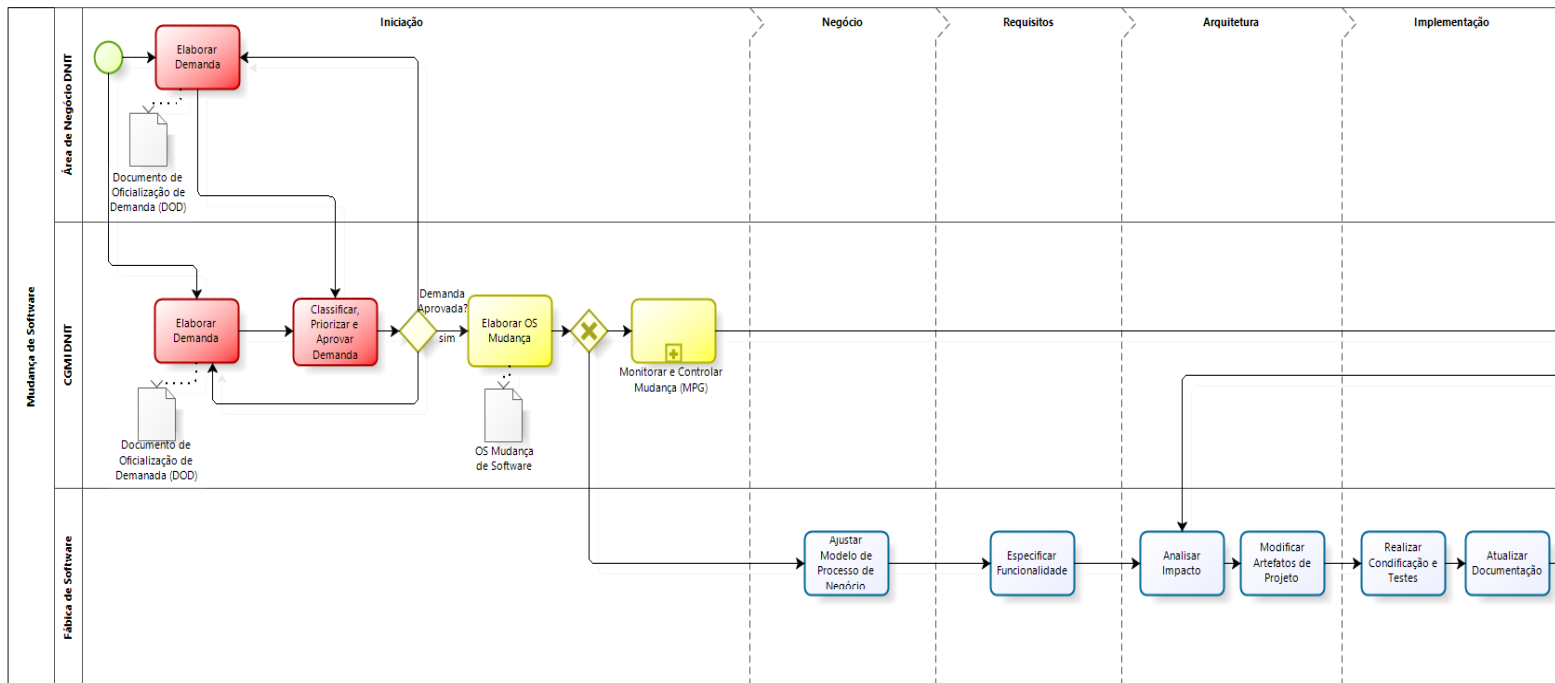 Iniciação
Negócio
Requisitos
Arquitetura
Implementação
Mudança de Software
Área de Negócio DNIT
Elaborar
Demanda
Documento de
Oficialização de
Demanda (DOD)
CGMI DNIT
Elaborar
Demanda
Documento de
Oficialização de
Demanada (DOD)
Classificar,
Priorizar e
Aprovar
Demanda
Demanda
Aprovada?
sim
Elaborar OS
Mudança
OS Mudança
de Software
Monitorar e Controlar
Mudança (MPG)
Fábrica de Software
Ajustar
Modelo de
Processo de
Negócio
Especificar
Funcionalidade
Analisar
Impacto
Modificar
Artefatos de
Projeto
Realizar
Condificação e
Testes
Atualizar
Documentação